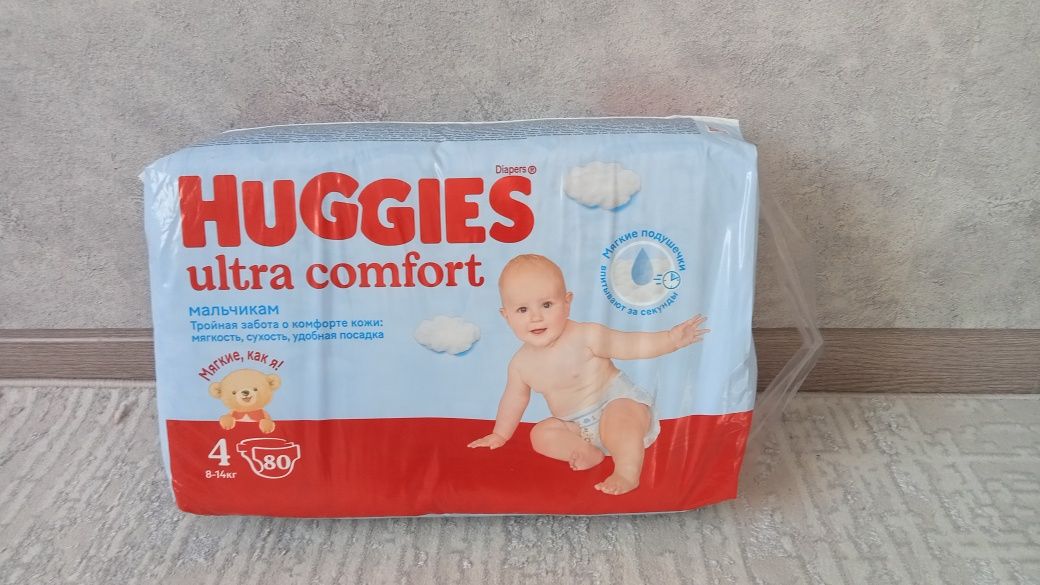 Diapers®
HUGGIES
ultra comfort
мальчикам
Тройная забота о комфорте кожи:
мягкость, сухость, удобная посадка
Мягкие подушечки
впитывают за секунды
Мягкие, как я!
4
80
8-14кг